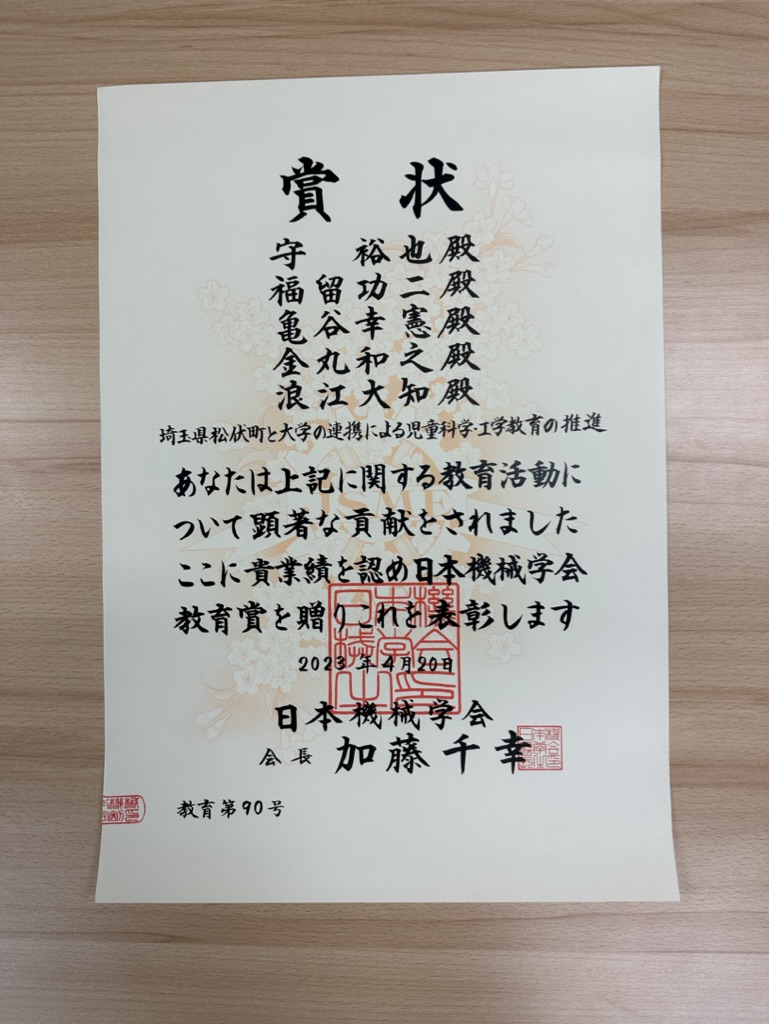 賞状
守 裕也殿
福留功二殿
亀谷幸憲殿
金丸和之殿
浪江大知殿
埼玉県松伏町と大学の連携による児童科学・工学教育の推進
あなたは上記に関する教育活動に
ついて顕著な貢献をされました
ここに貴業績を認め日本機械学会
教育賞を贈りこれを表彰します
2023年4月20日
日本機械学会
会長 加藤千幸
教育第90号
JSME